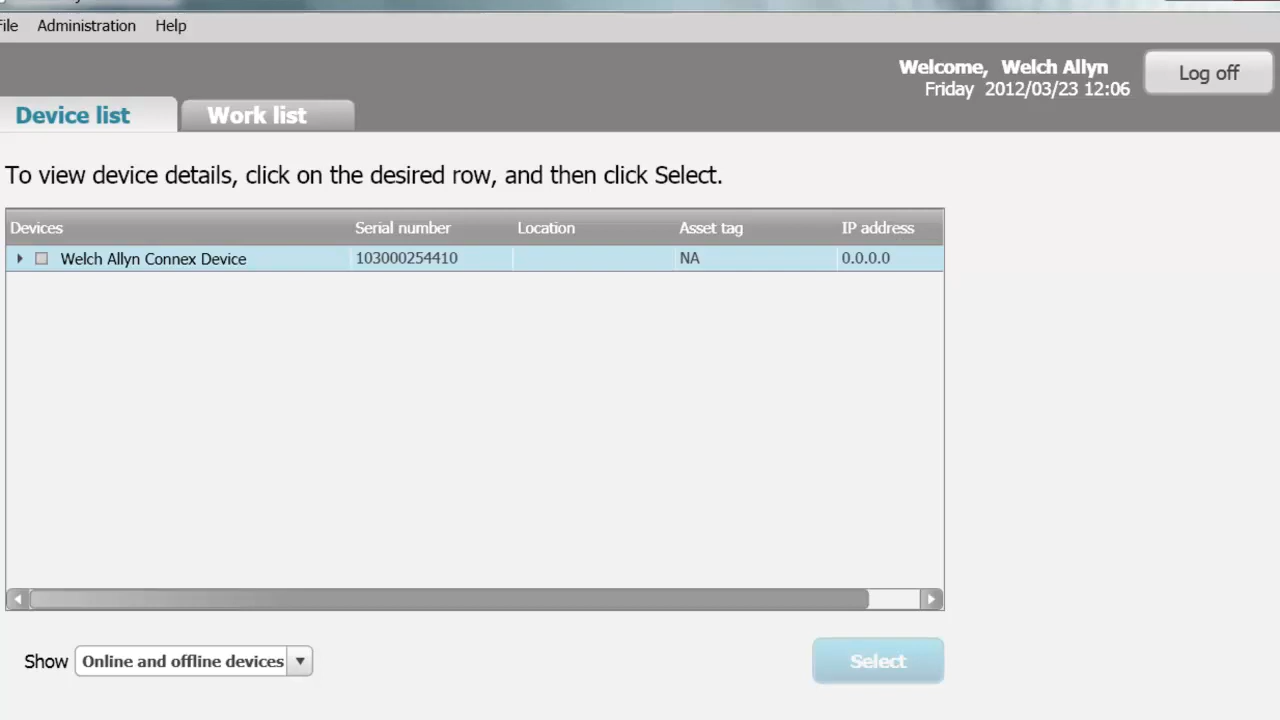 File Administration Help
Welcome, Welch Allyn
Log off
Friday 2012/03/23 12:06
Device list Work list
To view device details, click on the desired row, and then click Select.
Devices Serial number Location Asset tag IP address
Welch Allyn Connex Device 103000254410 NA 0.0.0.0
Show Online and offline devices Select